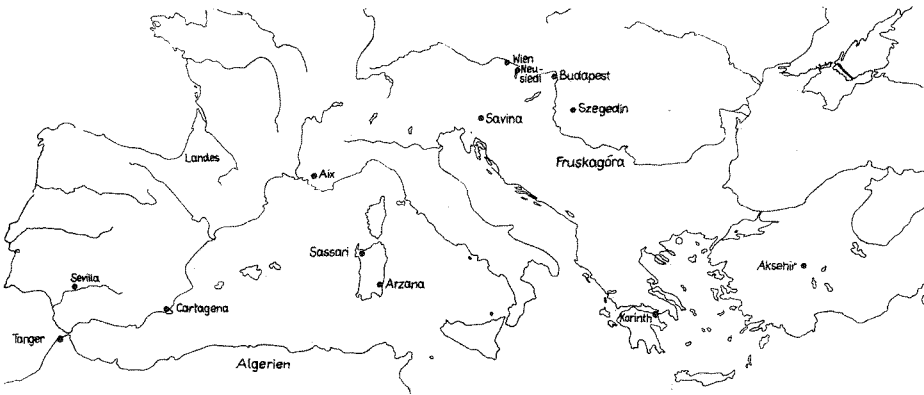 Wien
Neu-
siedl
Budapest
Szegedin
Savina
Fruskagóra
Landes
Aix
Sassari
Arzana
Aksehir
Sevilla
Cartagena
Korinth
Tanger
Algerien